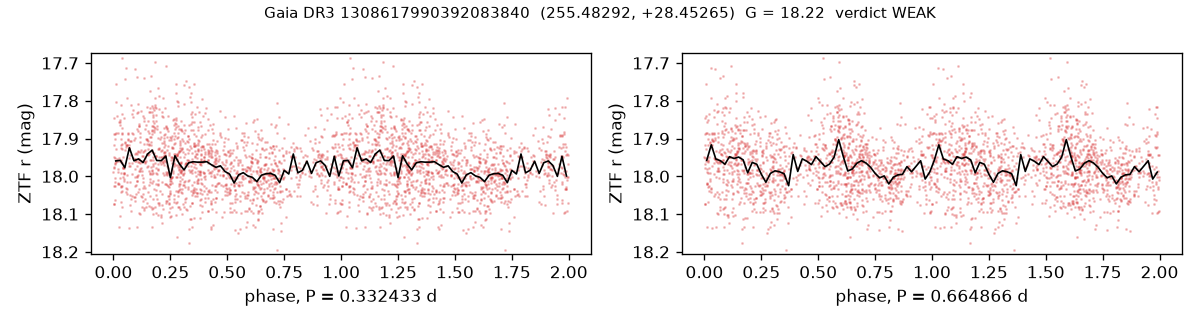 Gaia DR3 1308617990392083840  (255.48292, +28.45265)  G = 18.22  verdict WEAK
ZTF r (mag)
17.7
17.8
17.9
18.0
18.1
18.2
0.00 0.25 0.50 0.75 1.00 1.25 1.50 1.75 2.00
phase, P = 0.332433 d
ZTF r (mag)
17.7
17.8
17.9
18.0
18.1
18.2
0.00 0.25 0.50 0.75 1.00 1.25 1.50 1.75 2.00
phase, P = 0.664866 d